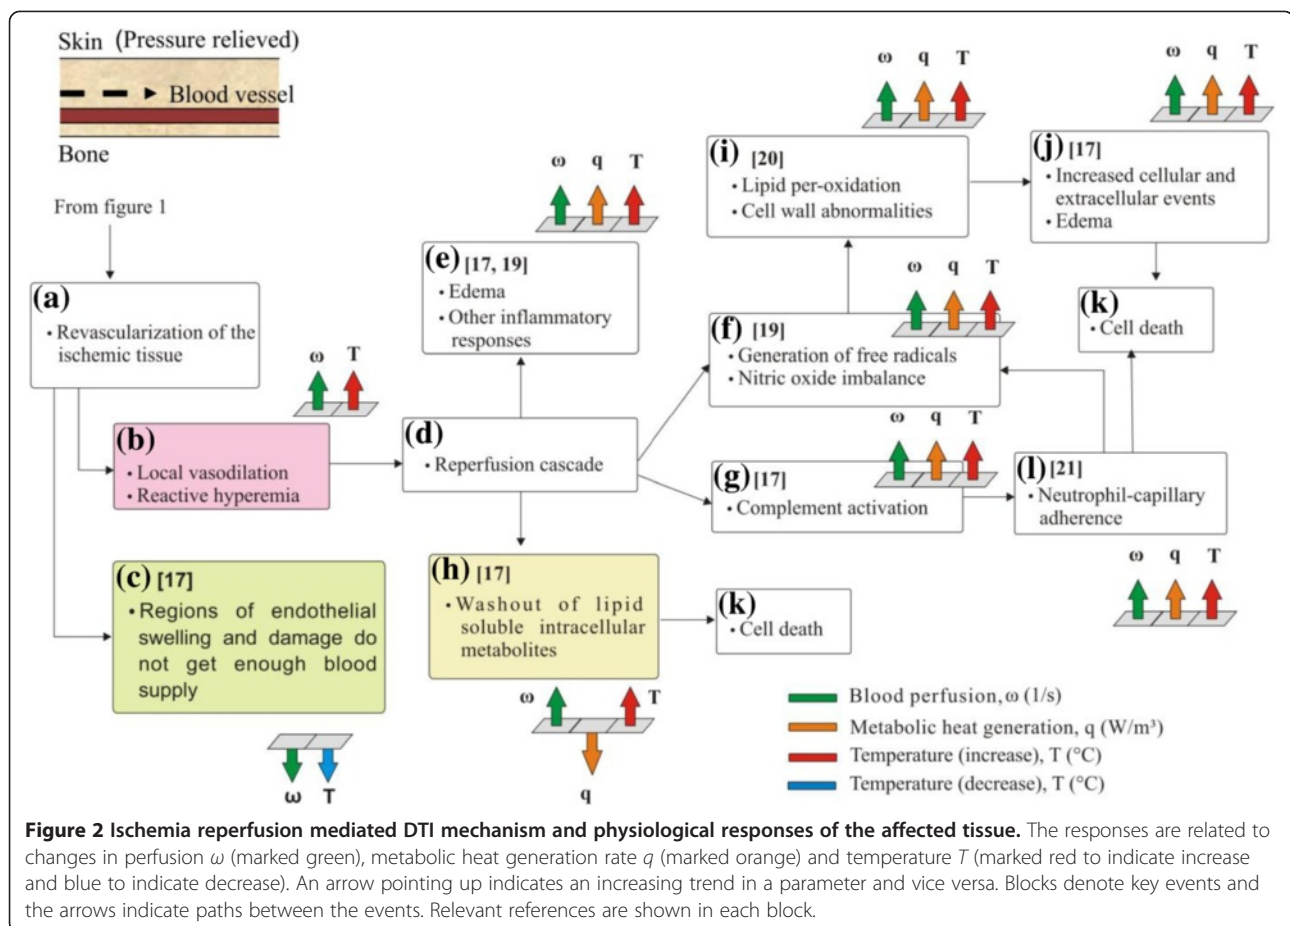 Skin (Pressure relieved)
Blood vessel
Bone
From figure 1
(a)
• Revascularization of the
ischemic tissue
ω T
(b)
• Local vasodilation
• Reactive hyperemia
(c) [17]
• Regions of endothelial
swelling and damage do
not get enough blood
supply
ω T
(d)
• Reperfusion cascade
ω q T
(e) [17, 19]
• Edema
• Other inflammatory
responses
ω q T
(f) [19]
• Generation of free radicals
• Nitric oxide imbalance
ω q T
(g) [17]
• Complement activation
(h) [17]
• Washout of lipid
soluble intracellular
metabolites
ω T
q
(k)
• Cell death
ω q T
(i) [20]
• Lipid per-oxidation
• Cell wall abnormalities
ω q T
(j) [17]
• Increased cellular and
extracellular events
• Edema
(k)
• Cell death
(l) [21]
• Neutrophil-capillary
adherence
ω q T
Blood perfusion, ω (1/s)
Metabolic heat generation, q (W/m³)
Temperature (increase), T (°C)
Temperature (decrease), T (°C)
Figure 2 Ischemia reperfusion mediated DTI mechanism and physiological responses of the affected tissue. The responses are related to
changes in perfusion ω (marked green), metabolic heat generation rate q (marked orange) and temperature T (marked red to indicate increase
and blue to indicate decrease). An arrow pointing up indicates an increasing trend in a parameter and vice versa. Blocks denote key events and
the arrows indicate paths between the events. Relevant references are shown in each block.